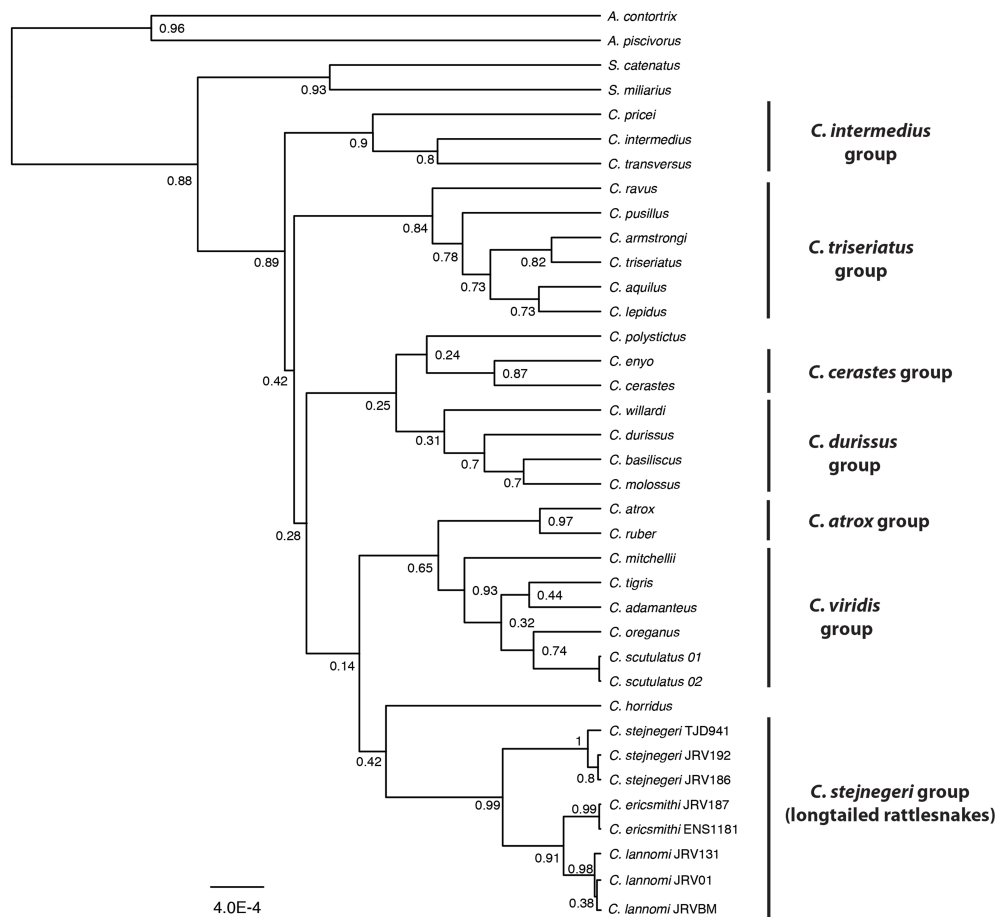 A. contortrix
0.96
A. piscivorus
S. catenatus
0.93
S. miliarius
C. pricei
0.9
C. intermedius
0.8
C. transversus
C. intermedius
group
0.88
C. ravus
0.84
C. pusillus
0.78
C. armstrongi
0.82
C. triseriatus
0.73
C. aquilus
0.73
C. lepidus
C. triseriatus
group
0.89
C. polystictus
0.24
C. enyo
0.87
C. cerastes
C. cerastes group
0.42
0.25
C. willardi
0.31
C. durissus
0.7
C. basiliscus
0.7
C. molossus
C. durissus
group
C. atrox
0.97
C. ruber
C. atrox group
0.28
0.65
C. mitchellii
0.93
C. tigris
0.44
C. adamanteus
0.32
C. oreganus
0.74
C. scutulatus 01
C. scutulatus 02
C. viridis
group
0.14
C. horridus
0.42
C. stejnegeri TJD941
1
C. stejnegeri JRV192
0.8
C. stejnegeri JRV186
0.99
C. ericsmithi JRV187
0.99
C. ericsmithi ENS1181
0.91
C. lannomi JRV131
0.98
C. lannomi JRV01
0.38
C. lannomi JRVBM
C. stejnegeri group
(longtailed rattlesnakes)
4.0E-4